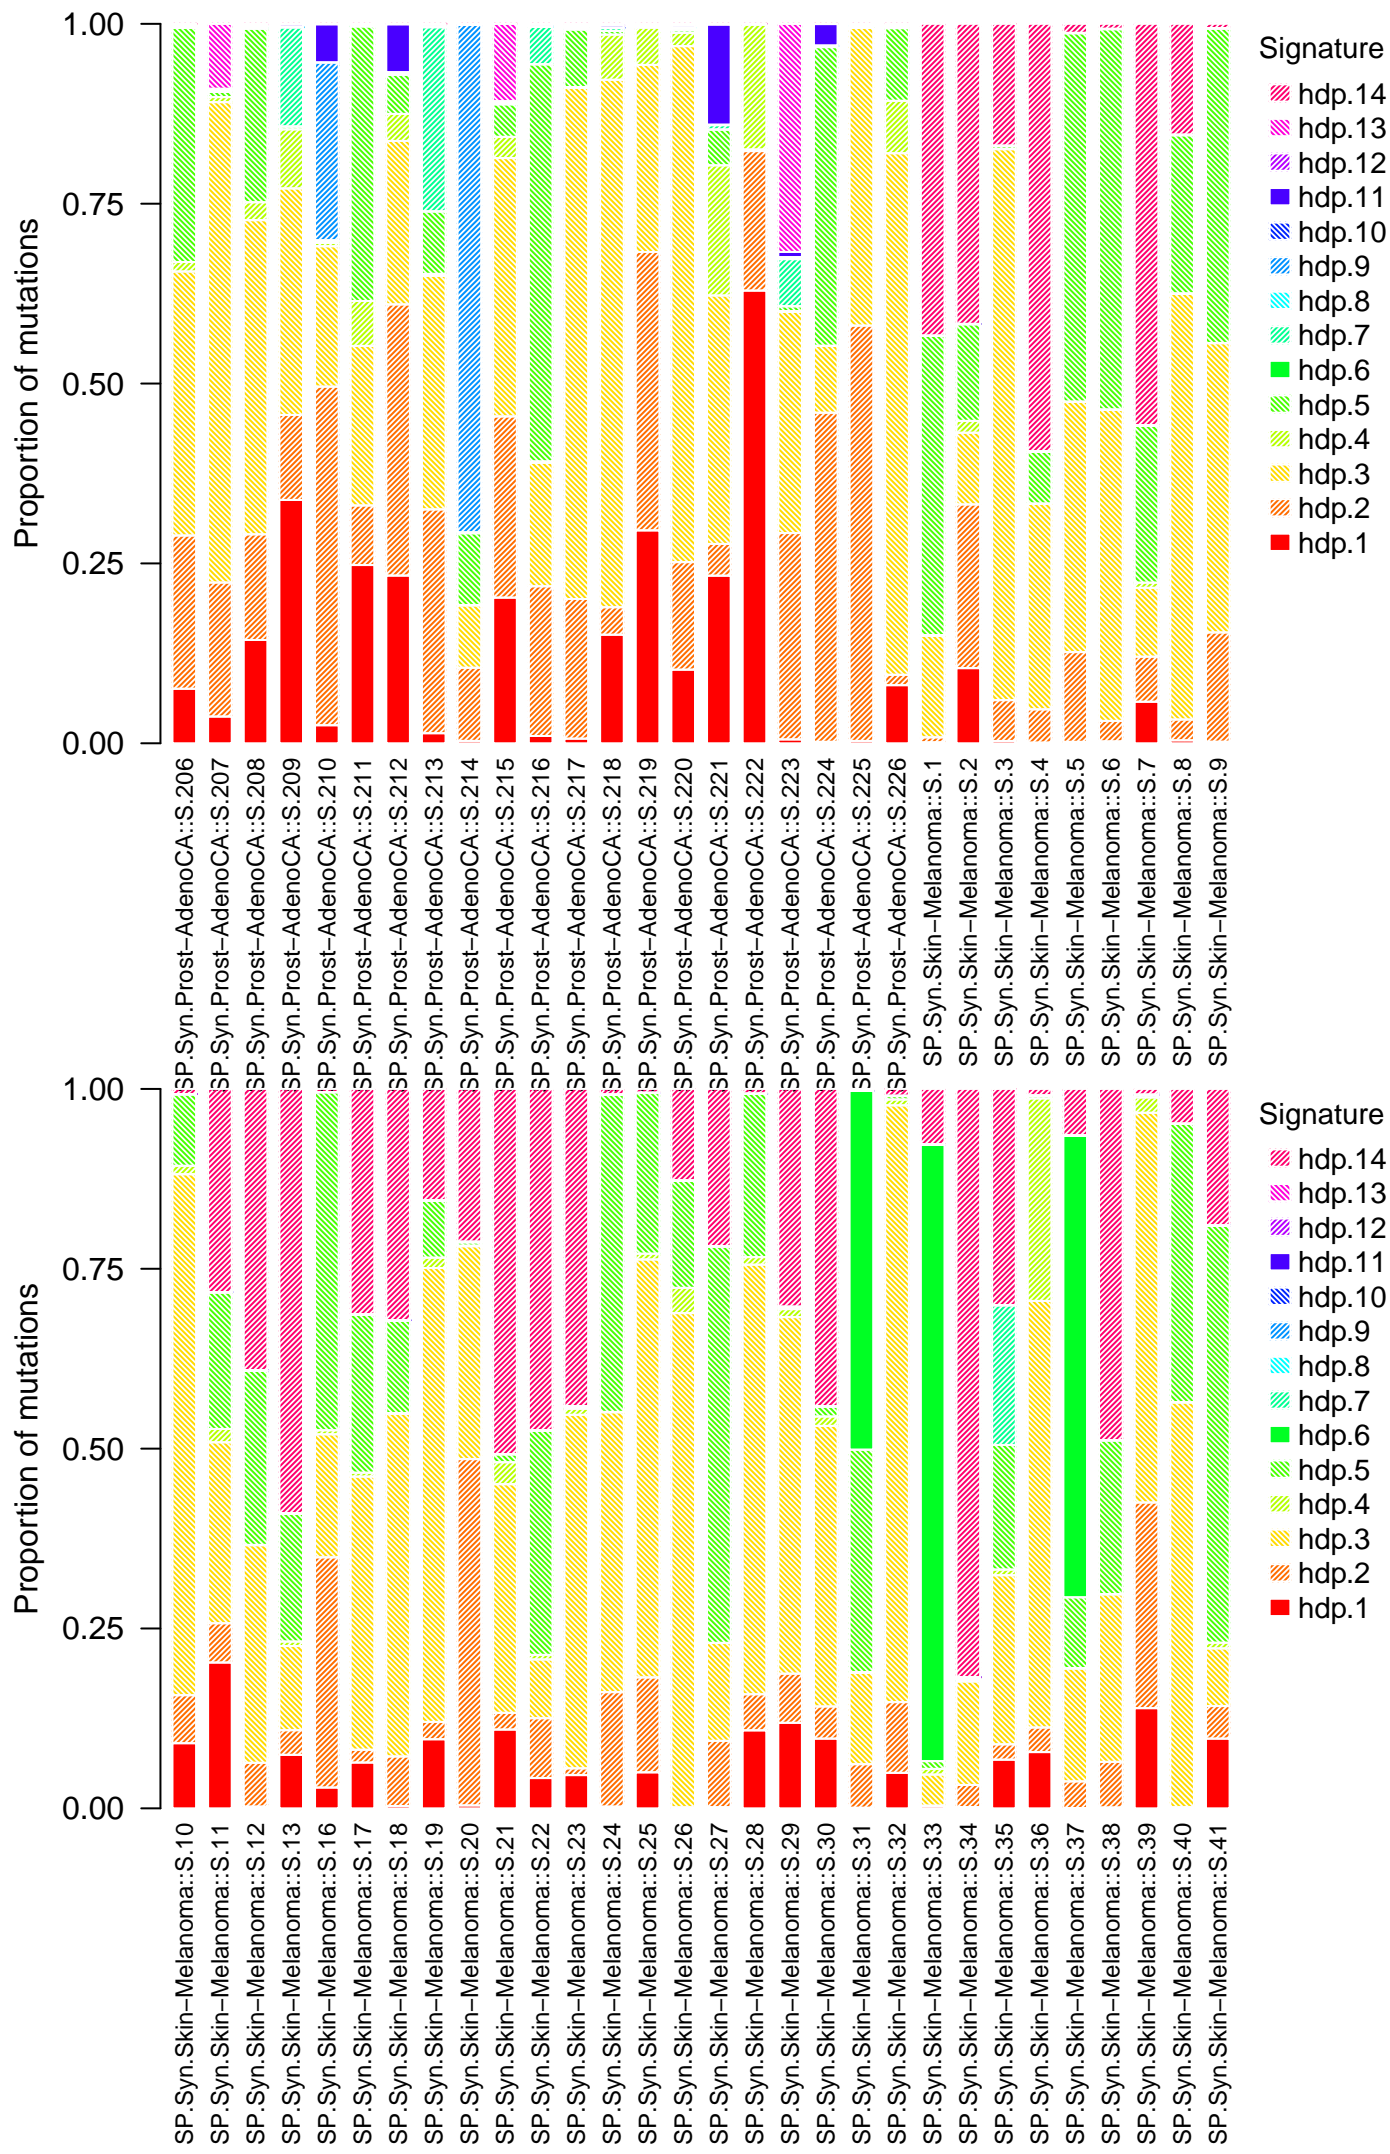 Proportion of mutations
1.00
0.75
0.50
0.25
0.00
SP.Syn.Prost−AdenoCA::S.206
SP.Syn.Prost−AdenoCA::S.207
SP.Syn.Prost−AdenoCA::S.208
SP.Syn.Prost−AdenoCA::S.209
SP.Syn.Prost−AdenoCA::S.210
SP.Syn.Prost−AdenoCA::S.211
SP.Syn.Prost−AdenoCA::S.212
SP.Syn.Prost−AdenoCA::S.213
SP.Syn.Prost−AdenoCA::S.214
SP.Syn.Prost−AdenoCA::S.215
SP.Syn.Prost−AdenoCA::S.216
SP.Syn.Prost−AdenoCA::S.217
SP.Syn.Prost−AdenoCA::S.218
SP.Syn.Prost−AdenoCA::S.219
SP.Syn.Prost−AdenoCA::S.220
SP.Syn.Prost−AdenoCA::S.221
SP.Syn.Prost−AdenoCA::S.222
SP.Syn.Prost−AdenoCA::S.223
SP.Syn.Prost−AdenoCA::S.224
SP.Syn.Prost−AdenoCA::S.225
SP.Syn.Prost−AdenoCA::S.226
SP.Syn.Skin−Melanoma::S.1
SP.Syn.Skin−Melanoma::S.2
SP.Syn.Skin−Melanoma::S.3
SP.Syn.Skin−Melanoma::S.4
SP.Syn.Skin−Melanoma::S.5
SP.Syn.Skin−Melanoma::S.6
SP.Syn.Skin−Melanoma::S.7
SP.Syn.Skin−Melanoma::S.8
SP.Syn.Skin−Melanoma::S.9
Signature
hdp.14
hdp.13
hdp.12
hdp.11
hdp.10
hdp.9
hdp.8
hdp.7
hdp.6
hdp.5
hdp.4
hdp.3
hdp.2
hdp.1
Proportion of mutations
1.00
0.75
0.50
0.25
0.00
SP.Syn.Skin−Melanoma::S.10
SP.Syn.Skin−Melanoma::S.11
SP.Syn.Skin−Melanoma::S.12
SP.Syn.Skin−Melanoma::S.13
SP.Syn.Skin−Melanoma::S.16
SP.Syn.Skin−Melanoma::S.17
SP.Syn.Skin−Melanoma::S.18
SP.Syn.Skin−Melanoma::S.19
SP.Syn.Skin−Melanoma::S.20
SP.Syn.Skin−Melanoma::S.21
SP.Syn.Skin−Melanoma::S.22
SP.Syn.Skin−Melanoma::S.23
SP.Syn.Skin−Melanoma::S.24
SP.Syn.Skin−Melanoma::S.25
SP.Syn.Skin−Melanoma::S.26
SP.Syn.Skin−Melanoma::S.27
SP.Syn.Skin−Melanoma::S.28
SP.Syn.Skin−Melanoma::S.29
SP.Syn.Skin−Melanoma::S.30
SP.Syn.Skin−Melanoma::S.31
SP.Syn.Skin−Melanoma::S.32
SP.Syn.Skin−Melanoma::S.33
SP.Syn.Skin−Melanoma::S.34
SP.Syn.Skin−Melanoma::S.35
SP.Syn.Skin−Melanoma::S.36
SP.Syn.Skin−Melanoma::S.37
SP.Syn.Skin−Melanoma::S.38
SP.Syn.Skin−Melanoma::S.39
SP.Syn.Skin−Melanoma::S.40
SP.Syn.Skin−Melanoma::S.41
Signature
hdp.14
hdp.13
hdp.12
hdp.11
hdp.10
hdp.9
hdp.8
hdp.7
hdp.6
hdp.5
hdp.4
hdp.3
hdp.2
hdp.1